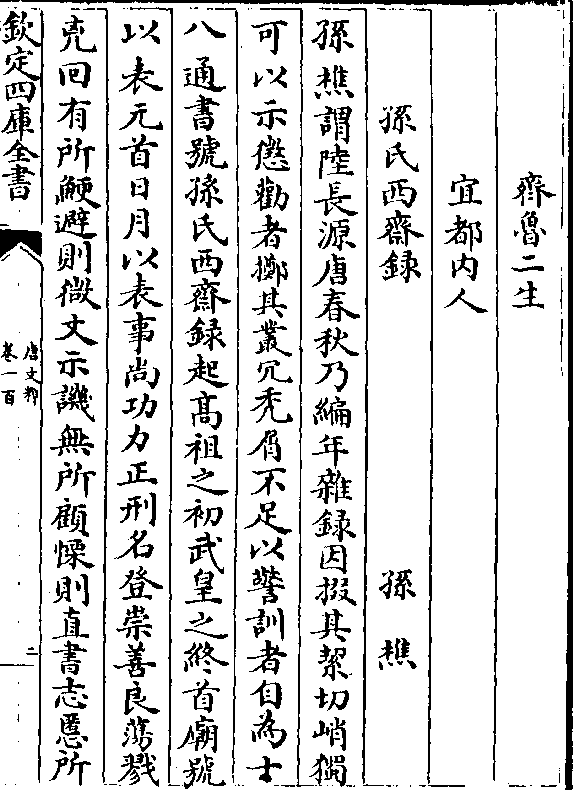 齊魯二生
宜都内人
孫氏西齋録　孫樵
孫樵謂陸長源唐春秋乃編年雜録因掇其絜切峭獨
可以示懲勸者擲其叢冗秃屑不足以警訓者自為士
八通書號孫氏西齋録起髙祖之初武皇之終首廟號
以表元首日月以表事尚功力正刑名登崇善良蕩戮
兇回有所鯁避則微文示譏無所顧慄則直書志慝所
欽定四庫全書
唐文粹
卷一百
二